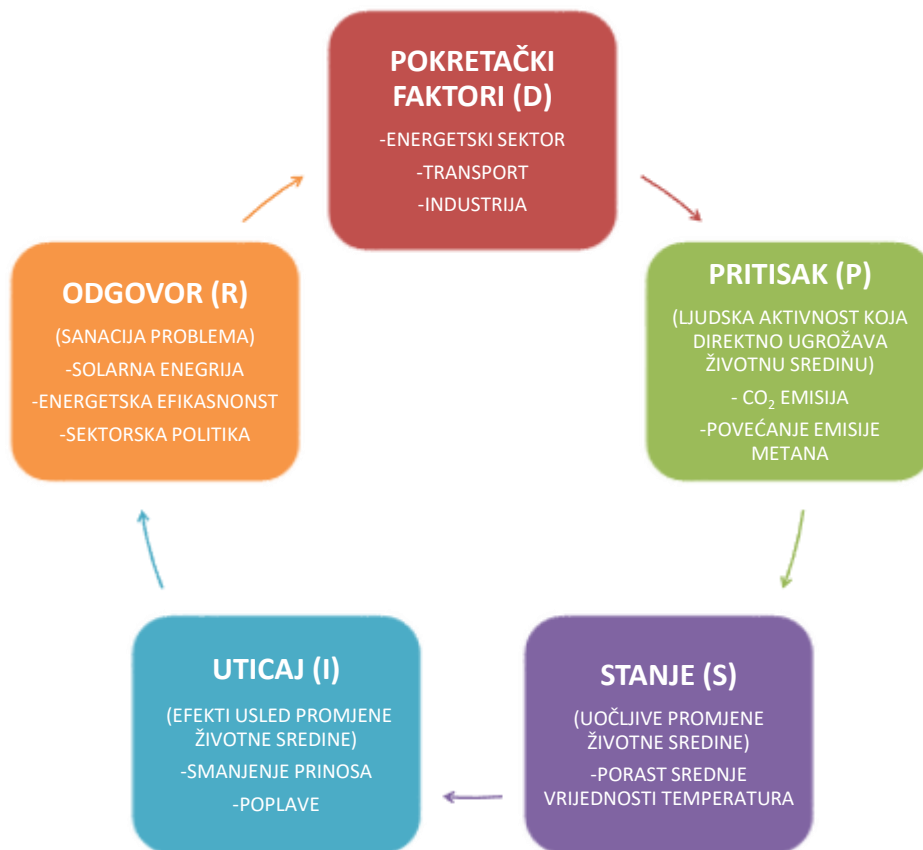 POKRETAČKI
FAKTORI (D)
-ENERGETSKI SEKTOR
-TRANSPORT
-INDUSTRIJA
PRITISAK (P)
(LJUDSKA AKTIVNOST KOJA
DIREKTNO UGROŽAVA
ŽIVOTNU SREDINU)
- CO₂ EMISIJA
-POVEĆANJE EMISIJE
METANA
STANJE (S)
(UOČLJIVE PROMJENE
ŽIVOTNE SREDINE)
-PORAST SREDNJE
VRIJEDNOSTI TEMPERATURA
UTICAJ (I)
(EFEKTI USLED PROMJENE
ŽIVOTNE SREDINE)
-SMANJENJE PRINOSA
-POPLAVE
ODGOVOR (R)
(SANACIJA PROBLEMA)
-SOLARNA ENEGRIJA
-ENERGETSKA EFIKASNONST
-SEKTORSKA POLITIKA